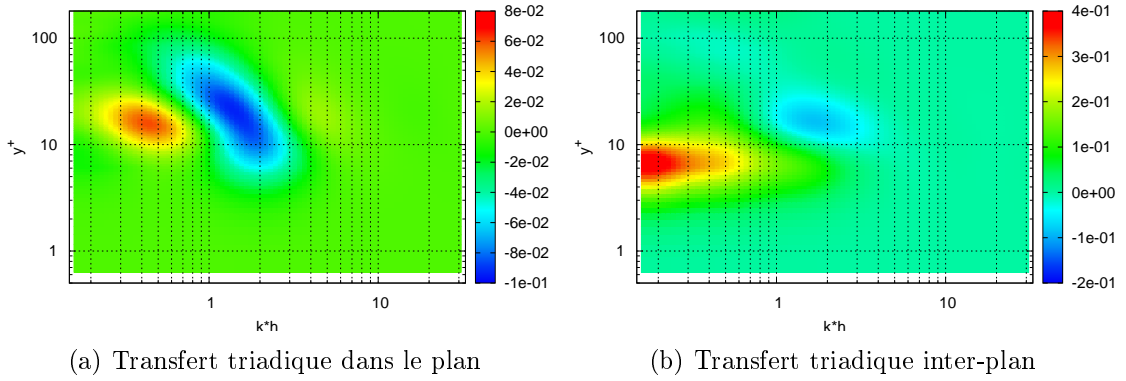 100
10
1
y+
1
10
k*h
8e-02
6e-02
4e-02
2e-02
0e+00
-2e-02
-4e-02
-6e-02
-8e-02
-1e-01
(a) Transfert triadique dans le plan
100
10
1
y+
1
10
k*h
4e-01
3e-01
2e-01
1e-01
0e+00
-1e-01
-2e-01
(b) Transfert triadique inter-plan